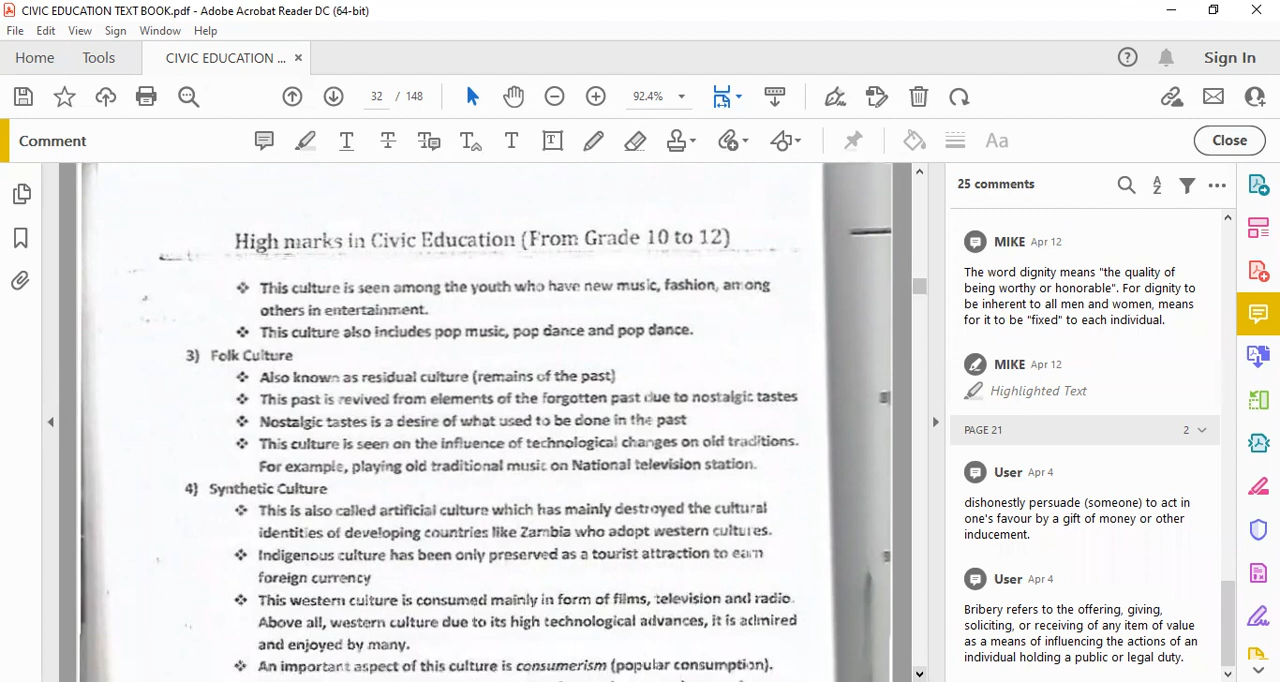 CIVIC EDUCATION TEXT BOOK.pdf - Adobe Acrobat Reader DC (64-bit)
File Edit View Sign Window Help
Home Tools CIVIC EDUCATION ... × Sign In
32 / 148 92.4%
Comment Close
High marks in Civic Education (From Grade 10 to 12)
❖ This culture is seen among the youth who have new music, fashion, among
others in entertainment.
❖ This culture also includes pop music, pop dance and pop dance.
3) Folk Culture
❖ Also known as residual culture (remains of the past)
❖ This past is revived from elements of the forgotten past due to nostalgic tastes
❖ Nostalgic tastes is a desire of what used to be done in the past
❖ This culture is seen on the influence of technological changes on old traditions.
For example, playing old traditional music on National television station.
4) Synthetic Culture
❖ This is also called artificial culture which has mainly destroyed the cultural
identities of developing countries like Zambia who adopt western cultures.
❖ Indigenous culture has been only preserved as a tourist attraction to earn
foreign currency
❖ This western culture is consumed mainly in form of films, television and radio.
Above all, western culture due to its high technological advances, it is admired
and enjoyed by many.
❖ An important aspect of this culture is consumerism (popular consumption).
25 comments
MIKE Apr 12
The word dignity means "the quality of
being worthy or honorable". For dignity
to be inherent to all men and women, means
for it to be "fixed" to each individual.
MIKE Apr 12
Highlighted Text
PAGE 21 2
User Apr 4
dishonestly persuade (someone) to act in
one's favour by a gift of money or other
inducement.
User Apr 4
Bribery refers to the offering, giving,
soliciting, or receiving of any item of value
as a means of influencing the actions of an
individual holding a public or legal duty.